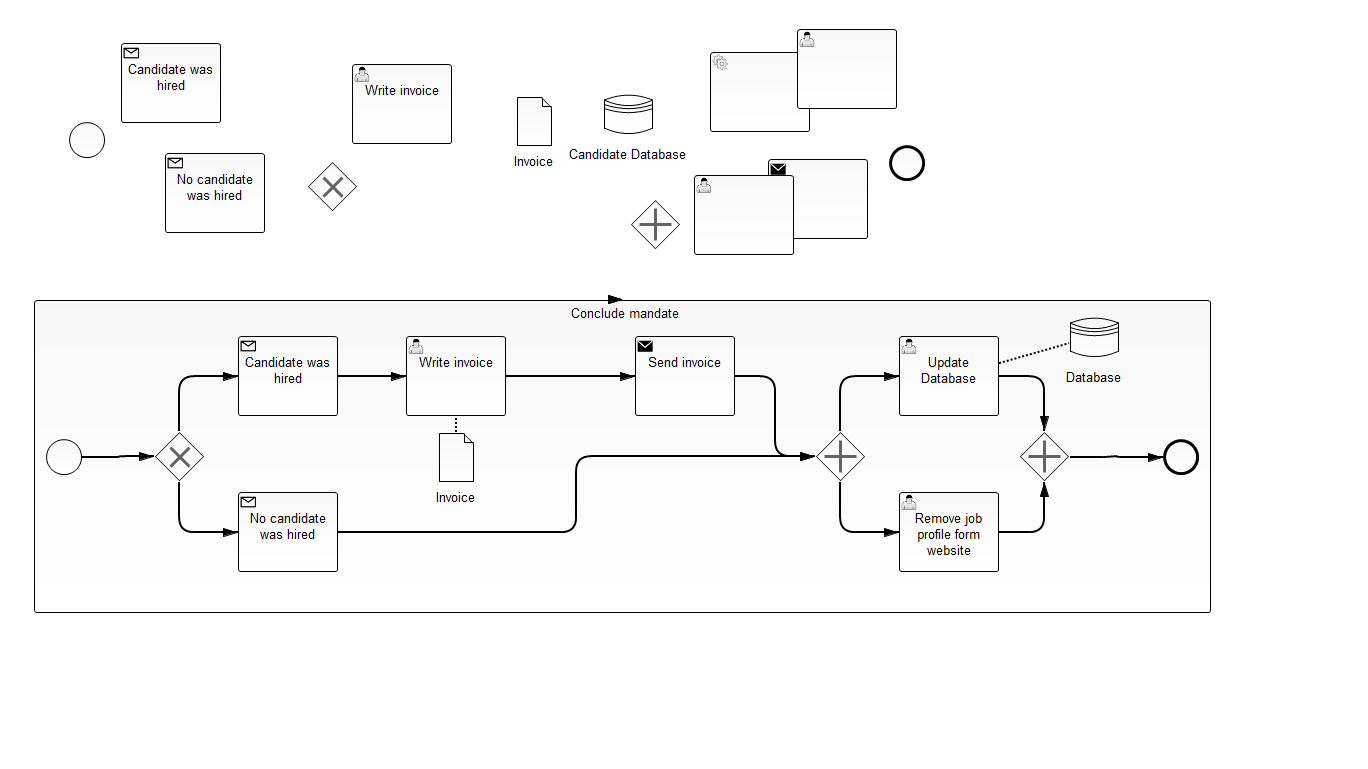 Candidate was
hired
Write invoice
No candidate
was hired
Invoice
Candidate Database
Conclude mandate
Candidate was
hired
Write invoice
Send invoice
Update
Database
Database
Invoice
No candidate
was hired
Remove job
profile form
website